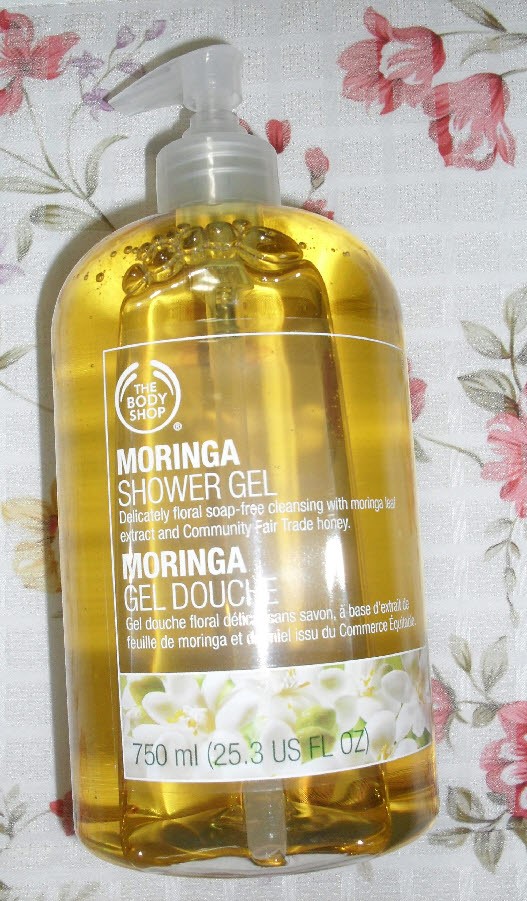 THE
BODY
SHOP
®
MORINGA
SHOWER GEL
Delicately floral soap-free cleansing with moringa leaf
extract and Community Fair Trade honey.
MORINGA
GEL DOUCHE
Gel douche floral délicat sans savon, à base d'extrait de
feuille de moringa et de miel issu du Commerce Équitable.
750 ml (25.3 US FL OZ)